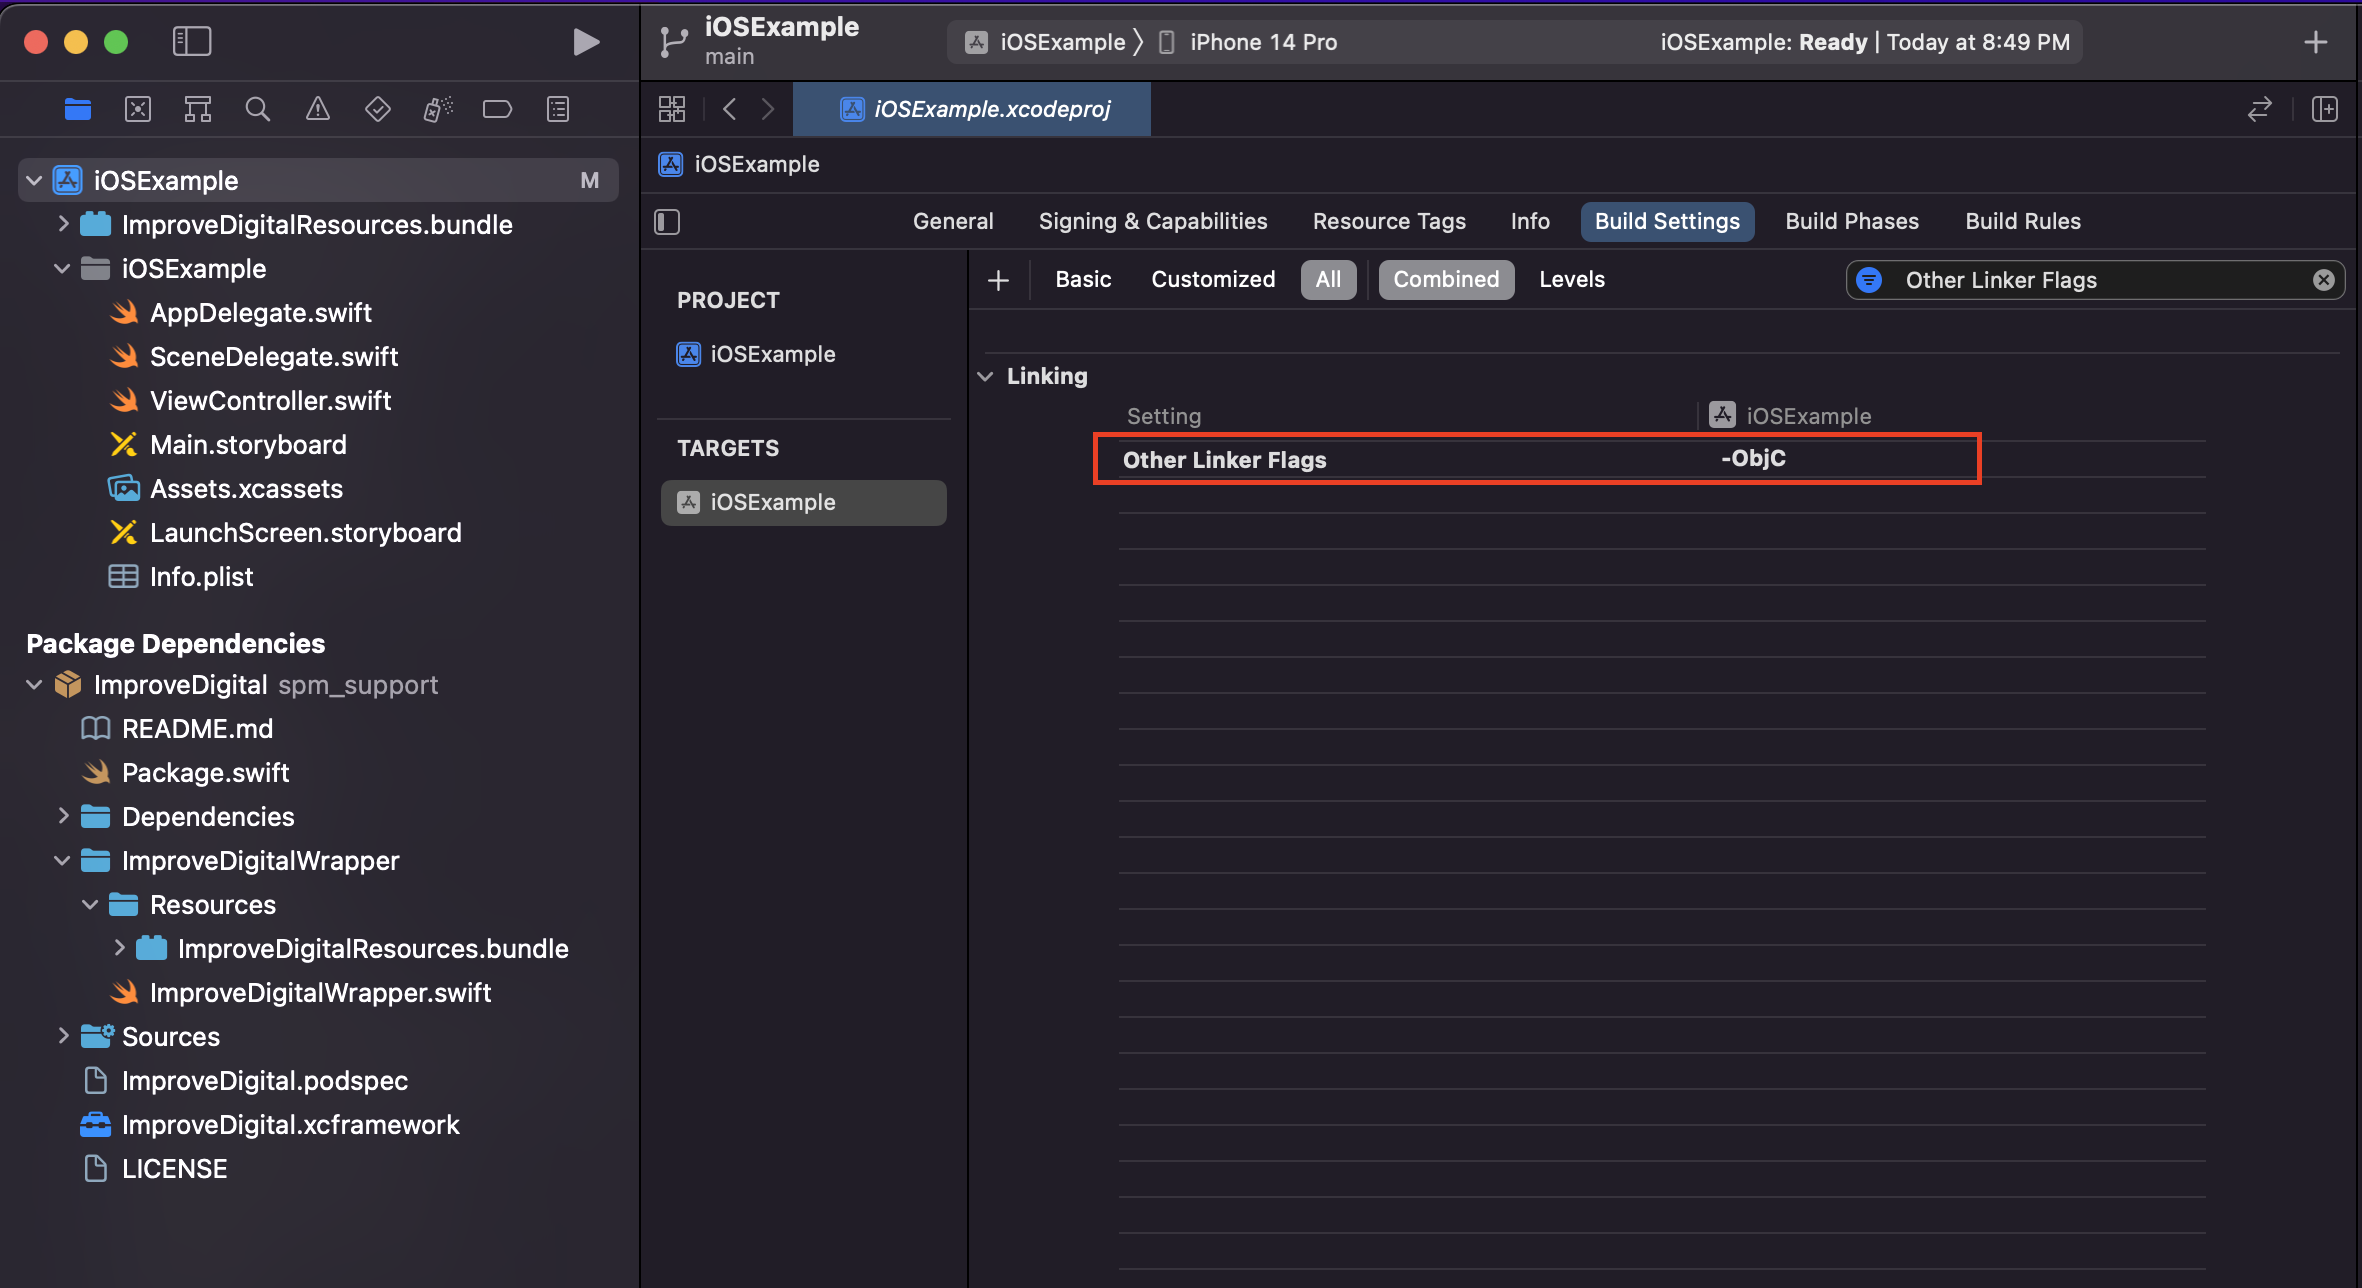 iOSExample
main
iOSExample
iPhone 14 Pro
iOSExample: Ready | Today at 8:49 PM
iOSExample.xcodeproj
iOSExample
iOSExample M
ImproveDigitalResources.bundle
iOSExample
AppDelegate.swift
SceneDelegate.swift
ViewController.swift
Main.storyboard
Assets.xcassets
LaunchScreen.storyboard
Info.plist
Package Dependencies
ImproveDigital spm_support
README.md
Package.swift
Dependencies
ImproveDigitalWrapper
Resources
ImproveDigitalResources.bundle
ImproveDigitalWrapper.swift
Sources
ImproveDigital.podspec
ImproveDigital.xcframework
LICENSE
General Signing & Capabilities Resource Tags Info Build Settings Build Phases Build Rules
PROJECT
iOSExample
TARGETS
iOSExample
Basic Customized All Combined Levels Other Linker Flags
Linking
Setting iOSExample
Other Linker Flags -ObjC